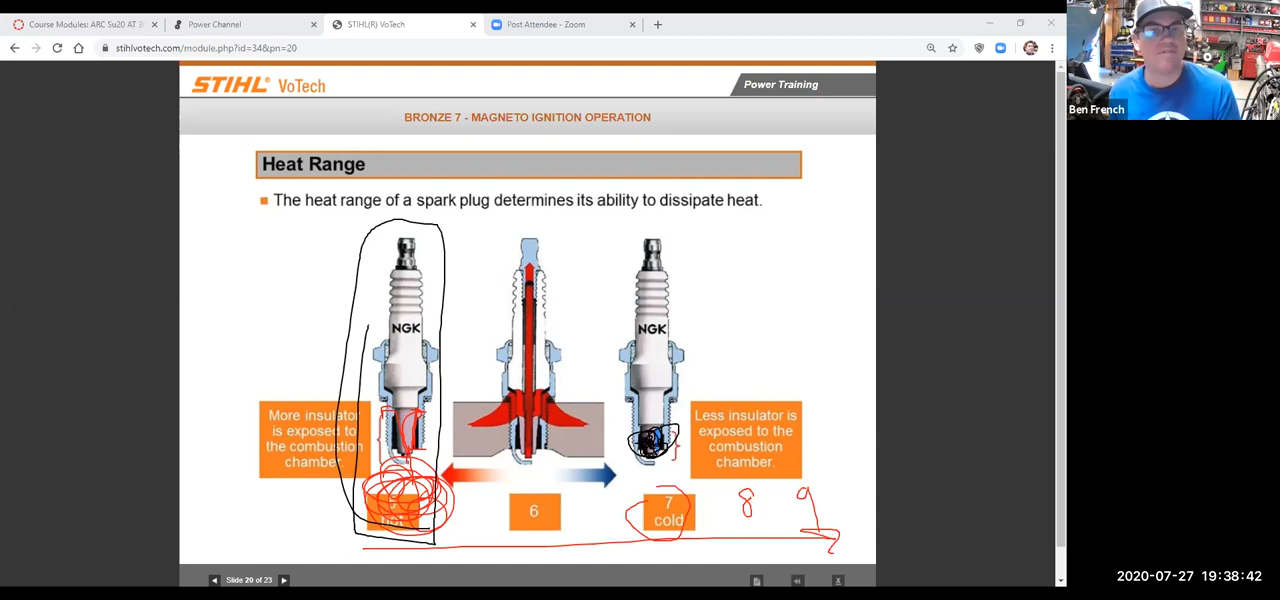 Course Modules: ARC Su20 AT 3
Power Channel
STIHL(R) VoTech
Post Attendee - Zoom
stihlvotech.com/module.php?id=34&pn=20
Ben French
STIHL® VoTech
Power Training
BRONZE 7 - MAGNETO IGNITION OPERATION
Heat Range
The heat range of a spark plug determines its ability to dissipate heat.
NGK
NGK
More insulator
is exposed to
the combustion
chamber.
Less insulator is
exposed to the
combustion
chamber.
hot
6
7
cold
8
9
Slide 20 of 23
2020-07-27 19:38:42